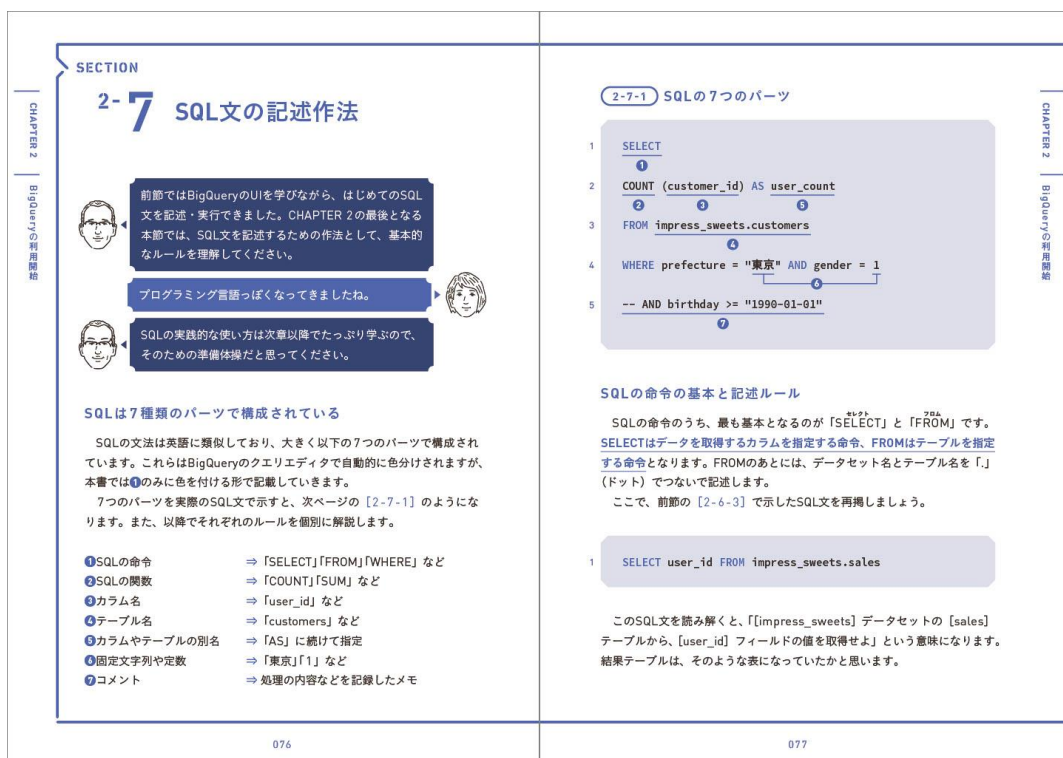 CHAPTER 2
BigQueryの利用開始
SECTION
2-7 SQL文の記述作法
前節ではBigQueryのUIを学びながら、はじめてのSQL
文を記述・実行できました。CHAPTER 2の最後となる
本節では、SQL文を記述するための作法として、基本的
なルールを理解してください。
プログラミング言語っぽくなってきましたね。
SQLの実践的な使い方は次章以降でたっぷり学ぶので、
そのための準備体操だと思ってください。
SQLは7種類のパーツで構成されている
SQLの文法は英語に類似しており、大きく以下の7つのパーツで構成され
ています。これらはBigQueryのクエリエディタで自動的に色分けされますが、
本書では❶のみに色を付ける形で記載していきます。
7つのパーツを実際のSQL文で示すと、次ページの［2-7-1］のようにな
ります。また、以降でそれぞれのルールを個別に解説します。
❶SQLの命令 ⇒「SELECT」「FROM」「WHERE」など
❷SQLの関数 ⇒「COUNT」「SUM」など
❸カラム名 ⇒「user_id」など
❹テーブル名 ⇒「customers」など
❺カラムやテーブルの別名 ⇒「AS」に続けて指定
❻固定文字列や定数 ⇒「東京」「1」など
❼コメント ⇒ 処理の内容などを記録したメモ
076
2-7-1 SQLの7つのパーツ
1 SELECT
❶
2 COUNT (customer_id) AS user_count
❷ ❸ ❺
3 FROM impress_sweets.customers
❹
4 WHERE prefecture = "東京" AND gender = 1
❻
5 -- AND birthday >= "1990-01-01"
❼
SQLの命令の基本と記述ルール
セレクト フロム
SQLの命令のうち、最も基本となるのが「SELECT」と「FROM」です。
SELECTはデータを取得するカラムを指定する命令、FROMはテーブルを指定
する命令となります。FROMのあとには、データセット名とテーブル名を「.」
（ドット）でつないで記述します。
ここで、前節の［2-6-3］で示したSQL文を再掲しましょう。
1 SELECT user_id FROM impress_sweets.sales
このSQL文を読み解くと、「［impress_sweets］データセットの［sales］
テーブルから、［user_id］フィールドの値を取得せよ」という意味になります。
結果テーブルは、そのような表になっていたかと思います。
077
CHAPTER 2
BigQueryの利用開始